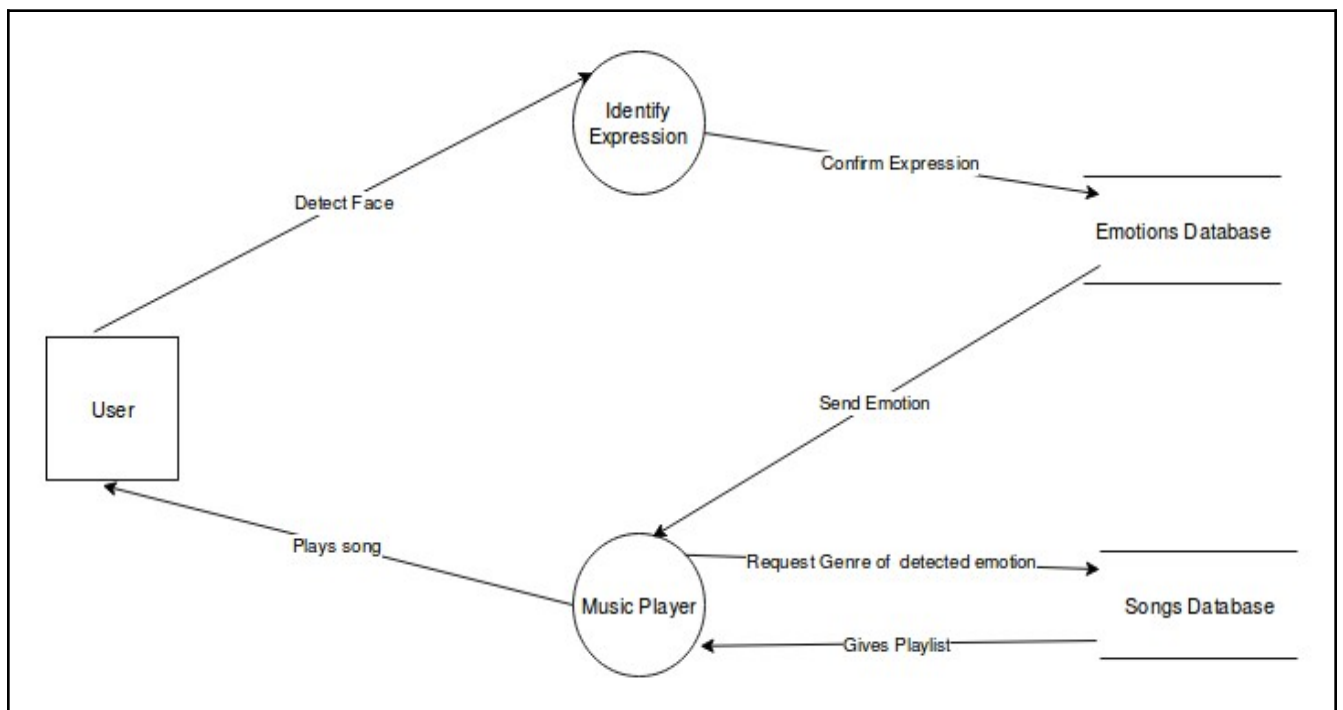 Identify
Expression
Confirm Expression
Detect Face
Emotions Database
User
Send Emotion
Plays song
Request Genre of detected emotion
Music Player
Songs Database
Gives Playlist